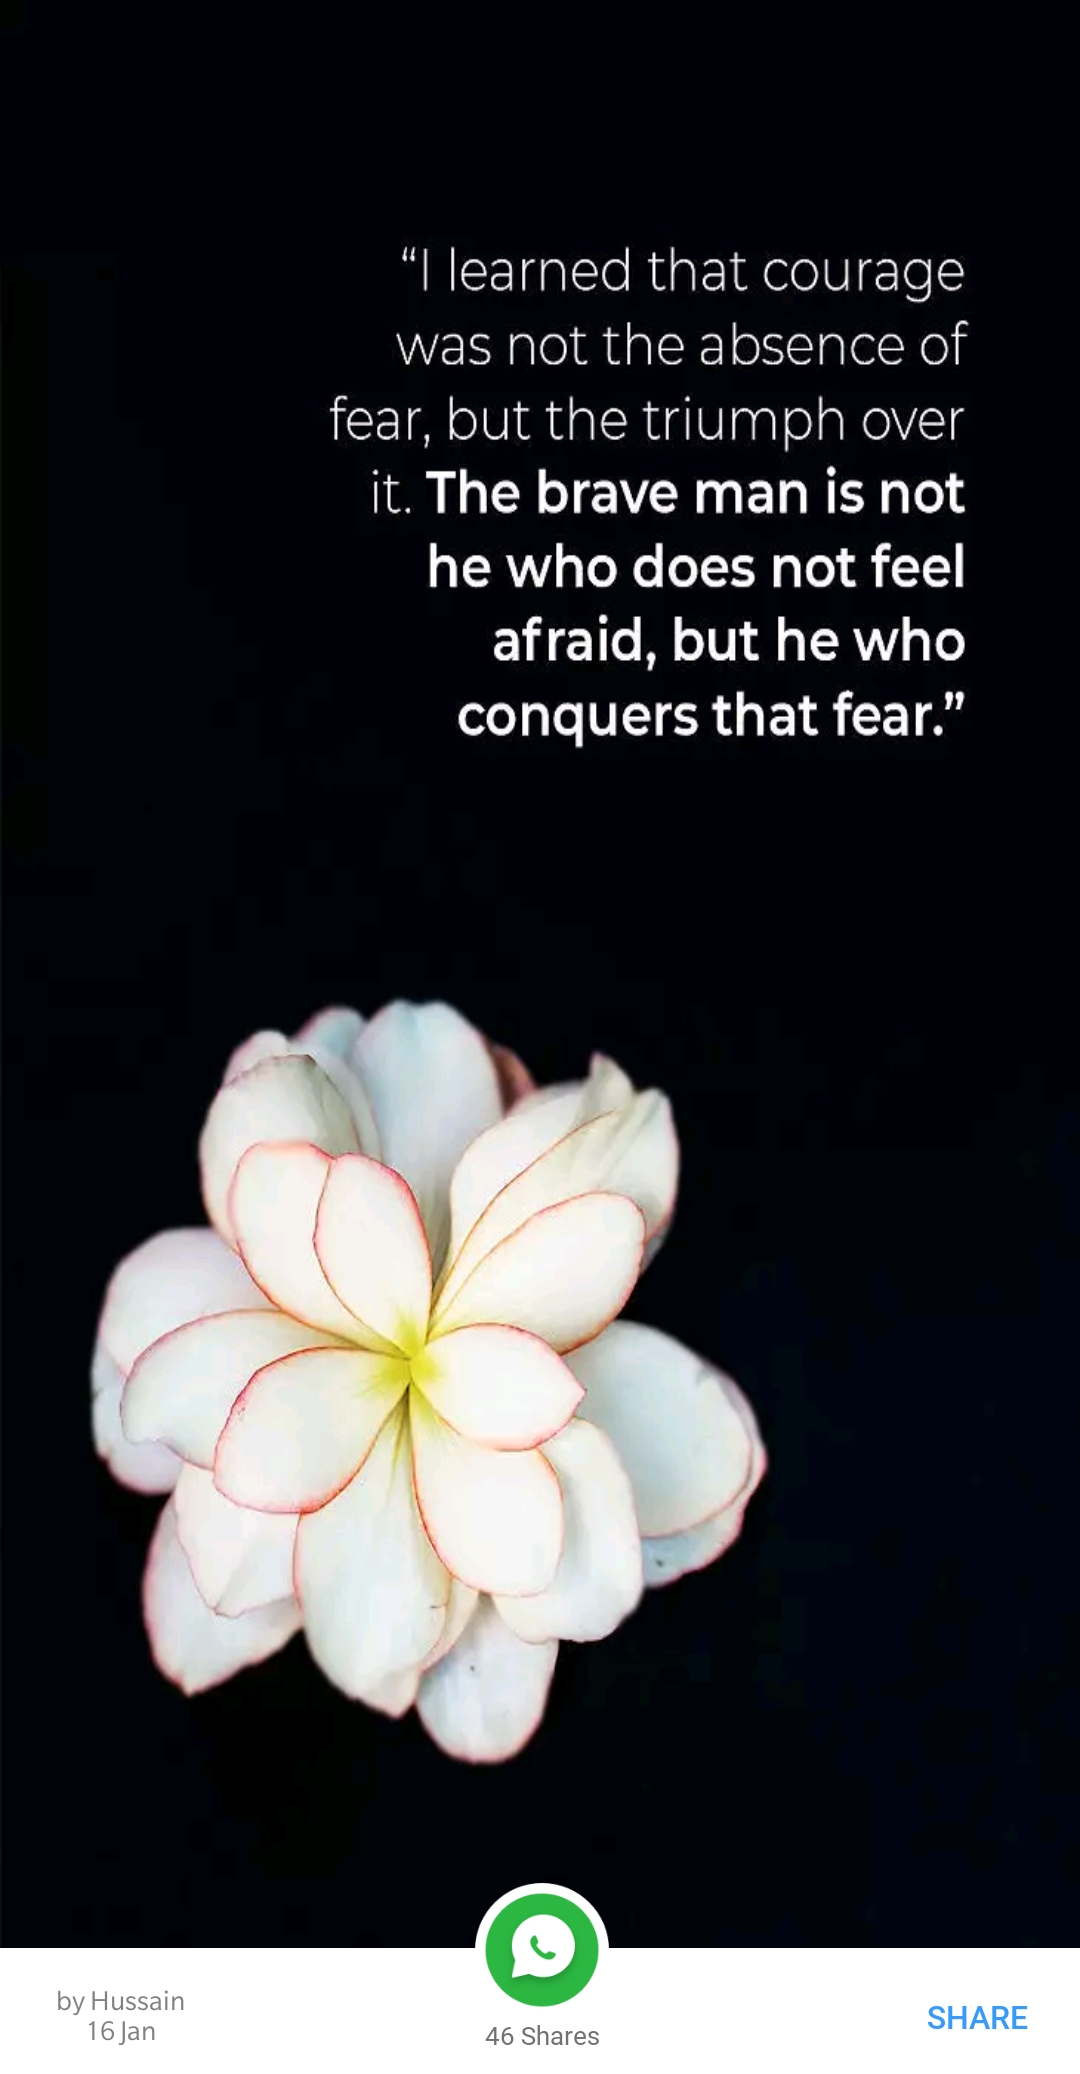 “I learned that courage
was not the absence of
fear, but the triumph over
it. The brave man is not
he who does not feel
afraid, but he who
conquers that fear.”
by Hussain
16 Jan
46 Shares
SHARE